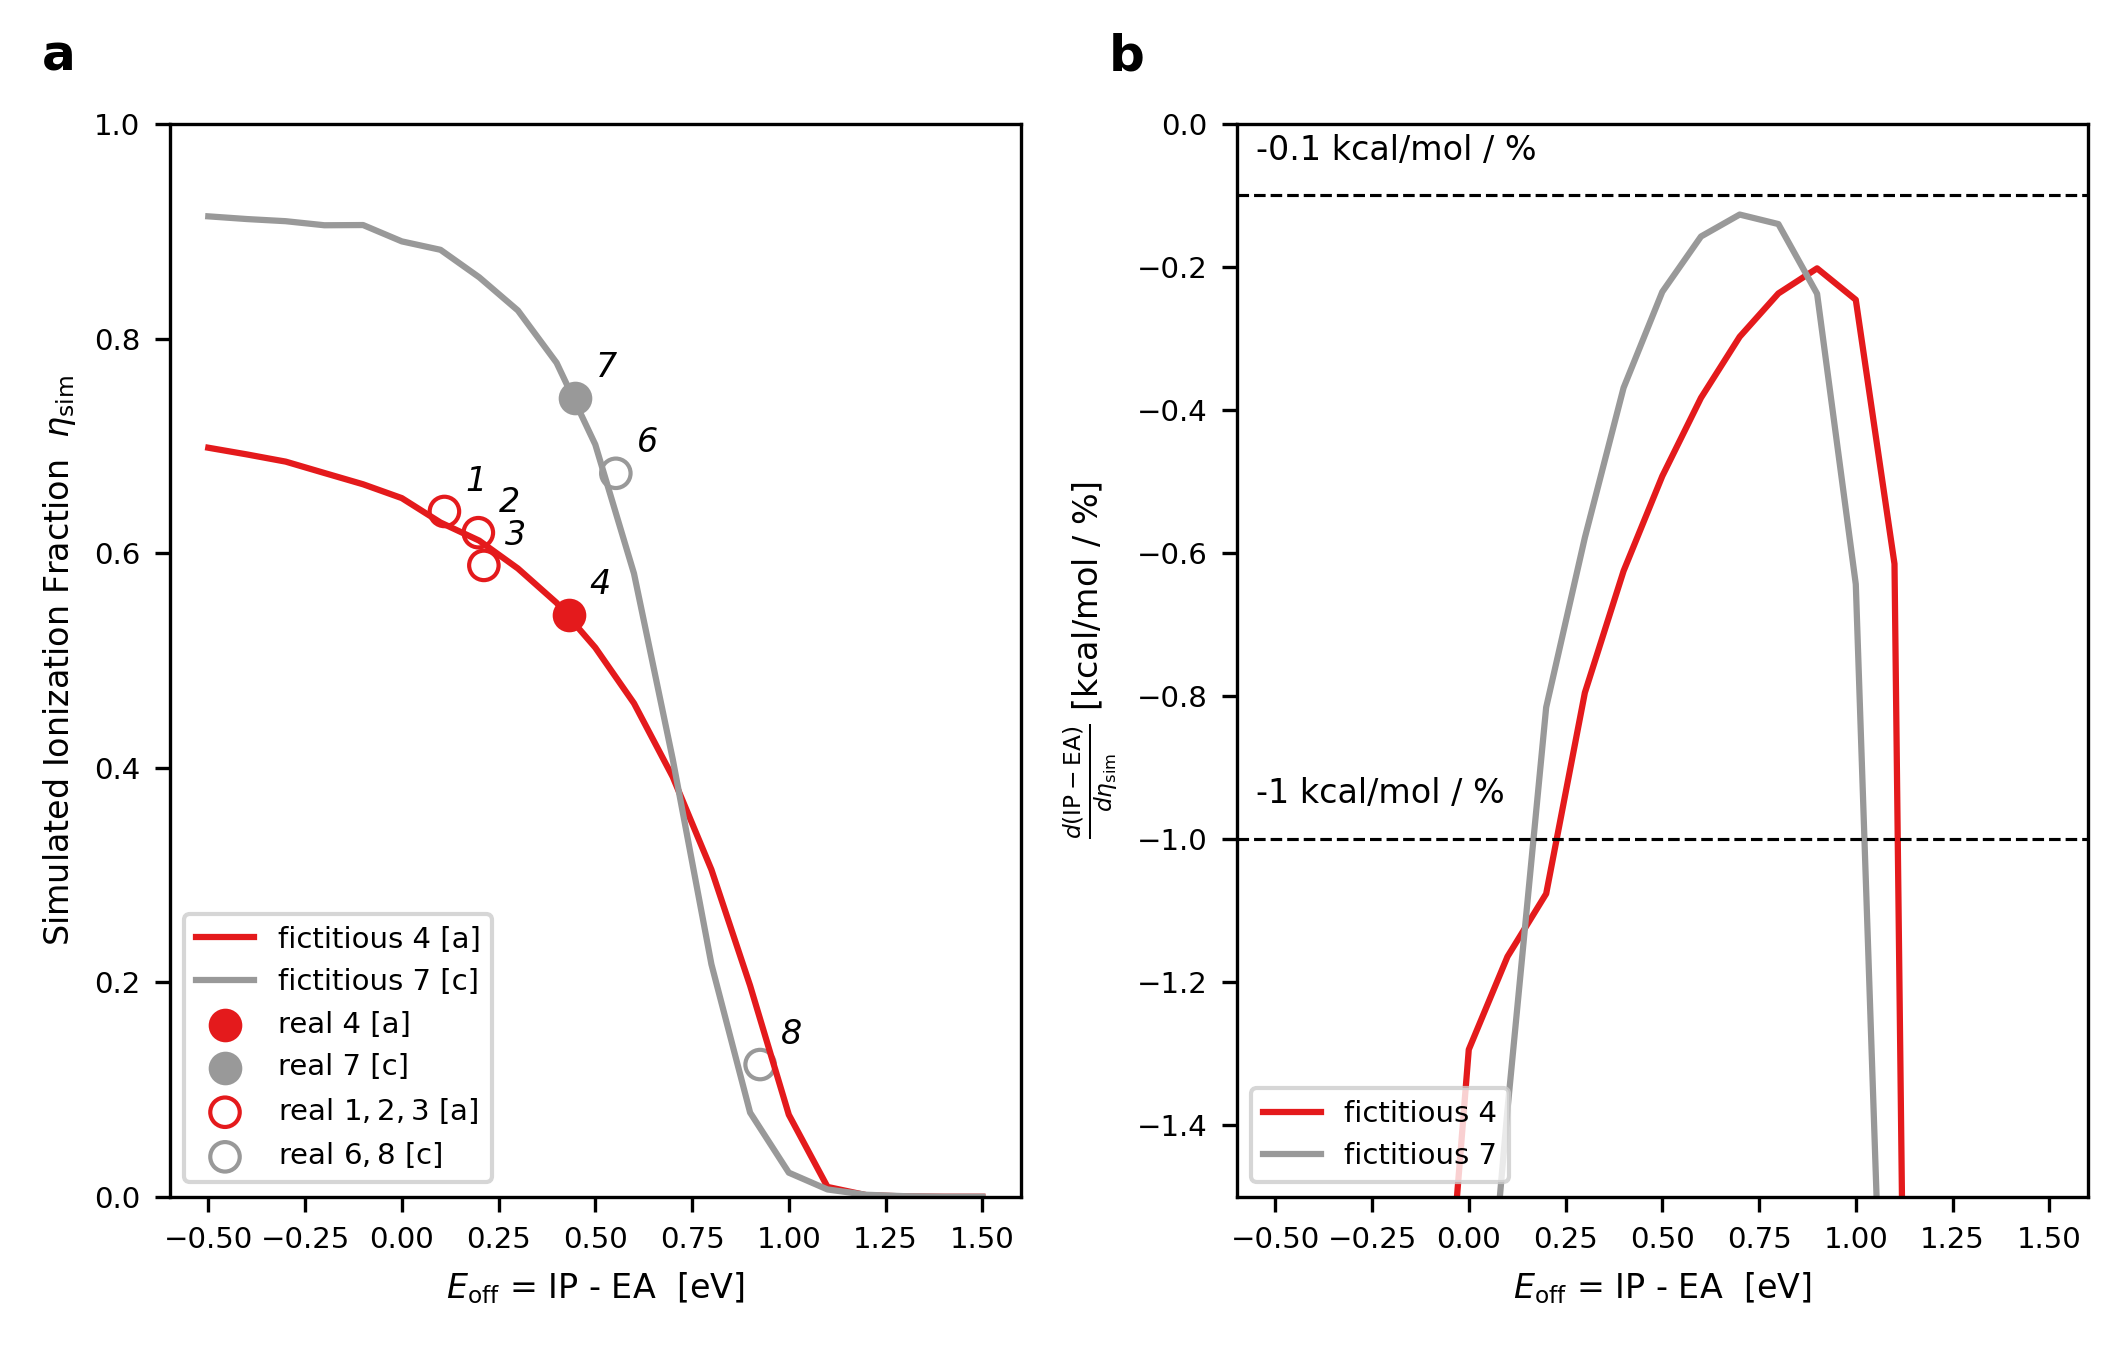 a
1.0
0.8
0.6
0.4
0.2
0.0
Simulated Ionization Fraction η_sim
7
6
1
2
3
4
8
fictitious 4 [a]
fictitious 7 [c]
real 4 [a]
real 7 [c]
real 1, 2, 3 [a]
real 6, 8 [c]
−0.50 −0.25 0.00 0.25 0.50 0.75 1.00 1.25 1.50
E_off = IP - EA [eV]
b
0.0
−0.2
−0.4
−0.6
−0.8
−1.0
−1.2
−1.4
d(IP − EA) / dη_sim [kcal/mol / %]
-0.1 kcal/mol / %
-1 kcal/mol / %
fictitious 4
fictitious 7
−0.50 −0.25 0.00 0.25 0.50 0.75 1.00 1.25 1.50
E_off = IP - EA [eV]